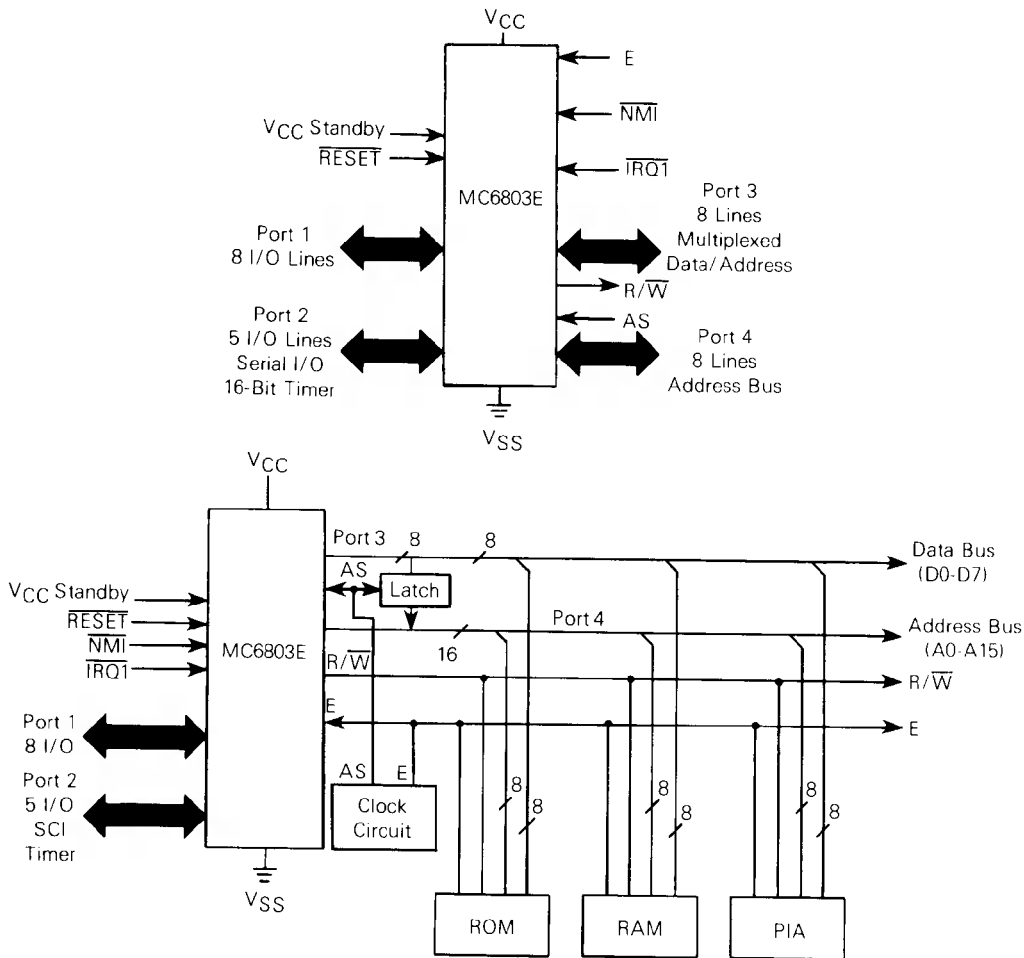 VCC
E
NMI
VCC Standby
RESET
IRQ1
MC6803E
Port 3
8 Lines
Multiplexed
Data/Address
Port 1
8 I/O Lines
R/W
AS
Port 2
5 I/O Lines
Serial I/O
16-Bit Timer
Port 4
8 Lines
Address Bus
VSS
VCC
Port 3
8
8
Data Bus
(D0-D7)
AS
Latch
VCC Standby
RESET
NMI
IRQ1
MC6803E
16
Port 4
Address Bus
(A0-A15)
R/W
R/W
E
E
Port 1
8 I/O
Port 2
5 I/O
SCI
Timer
AS
E
Clock
Circuit
8
8
8
8
8
8
VSS
ROM
RAM
PIA